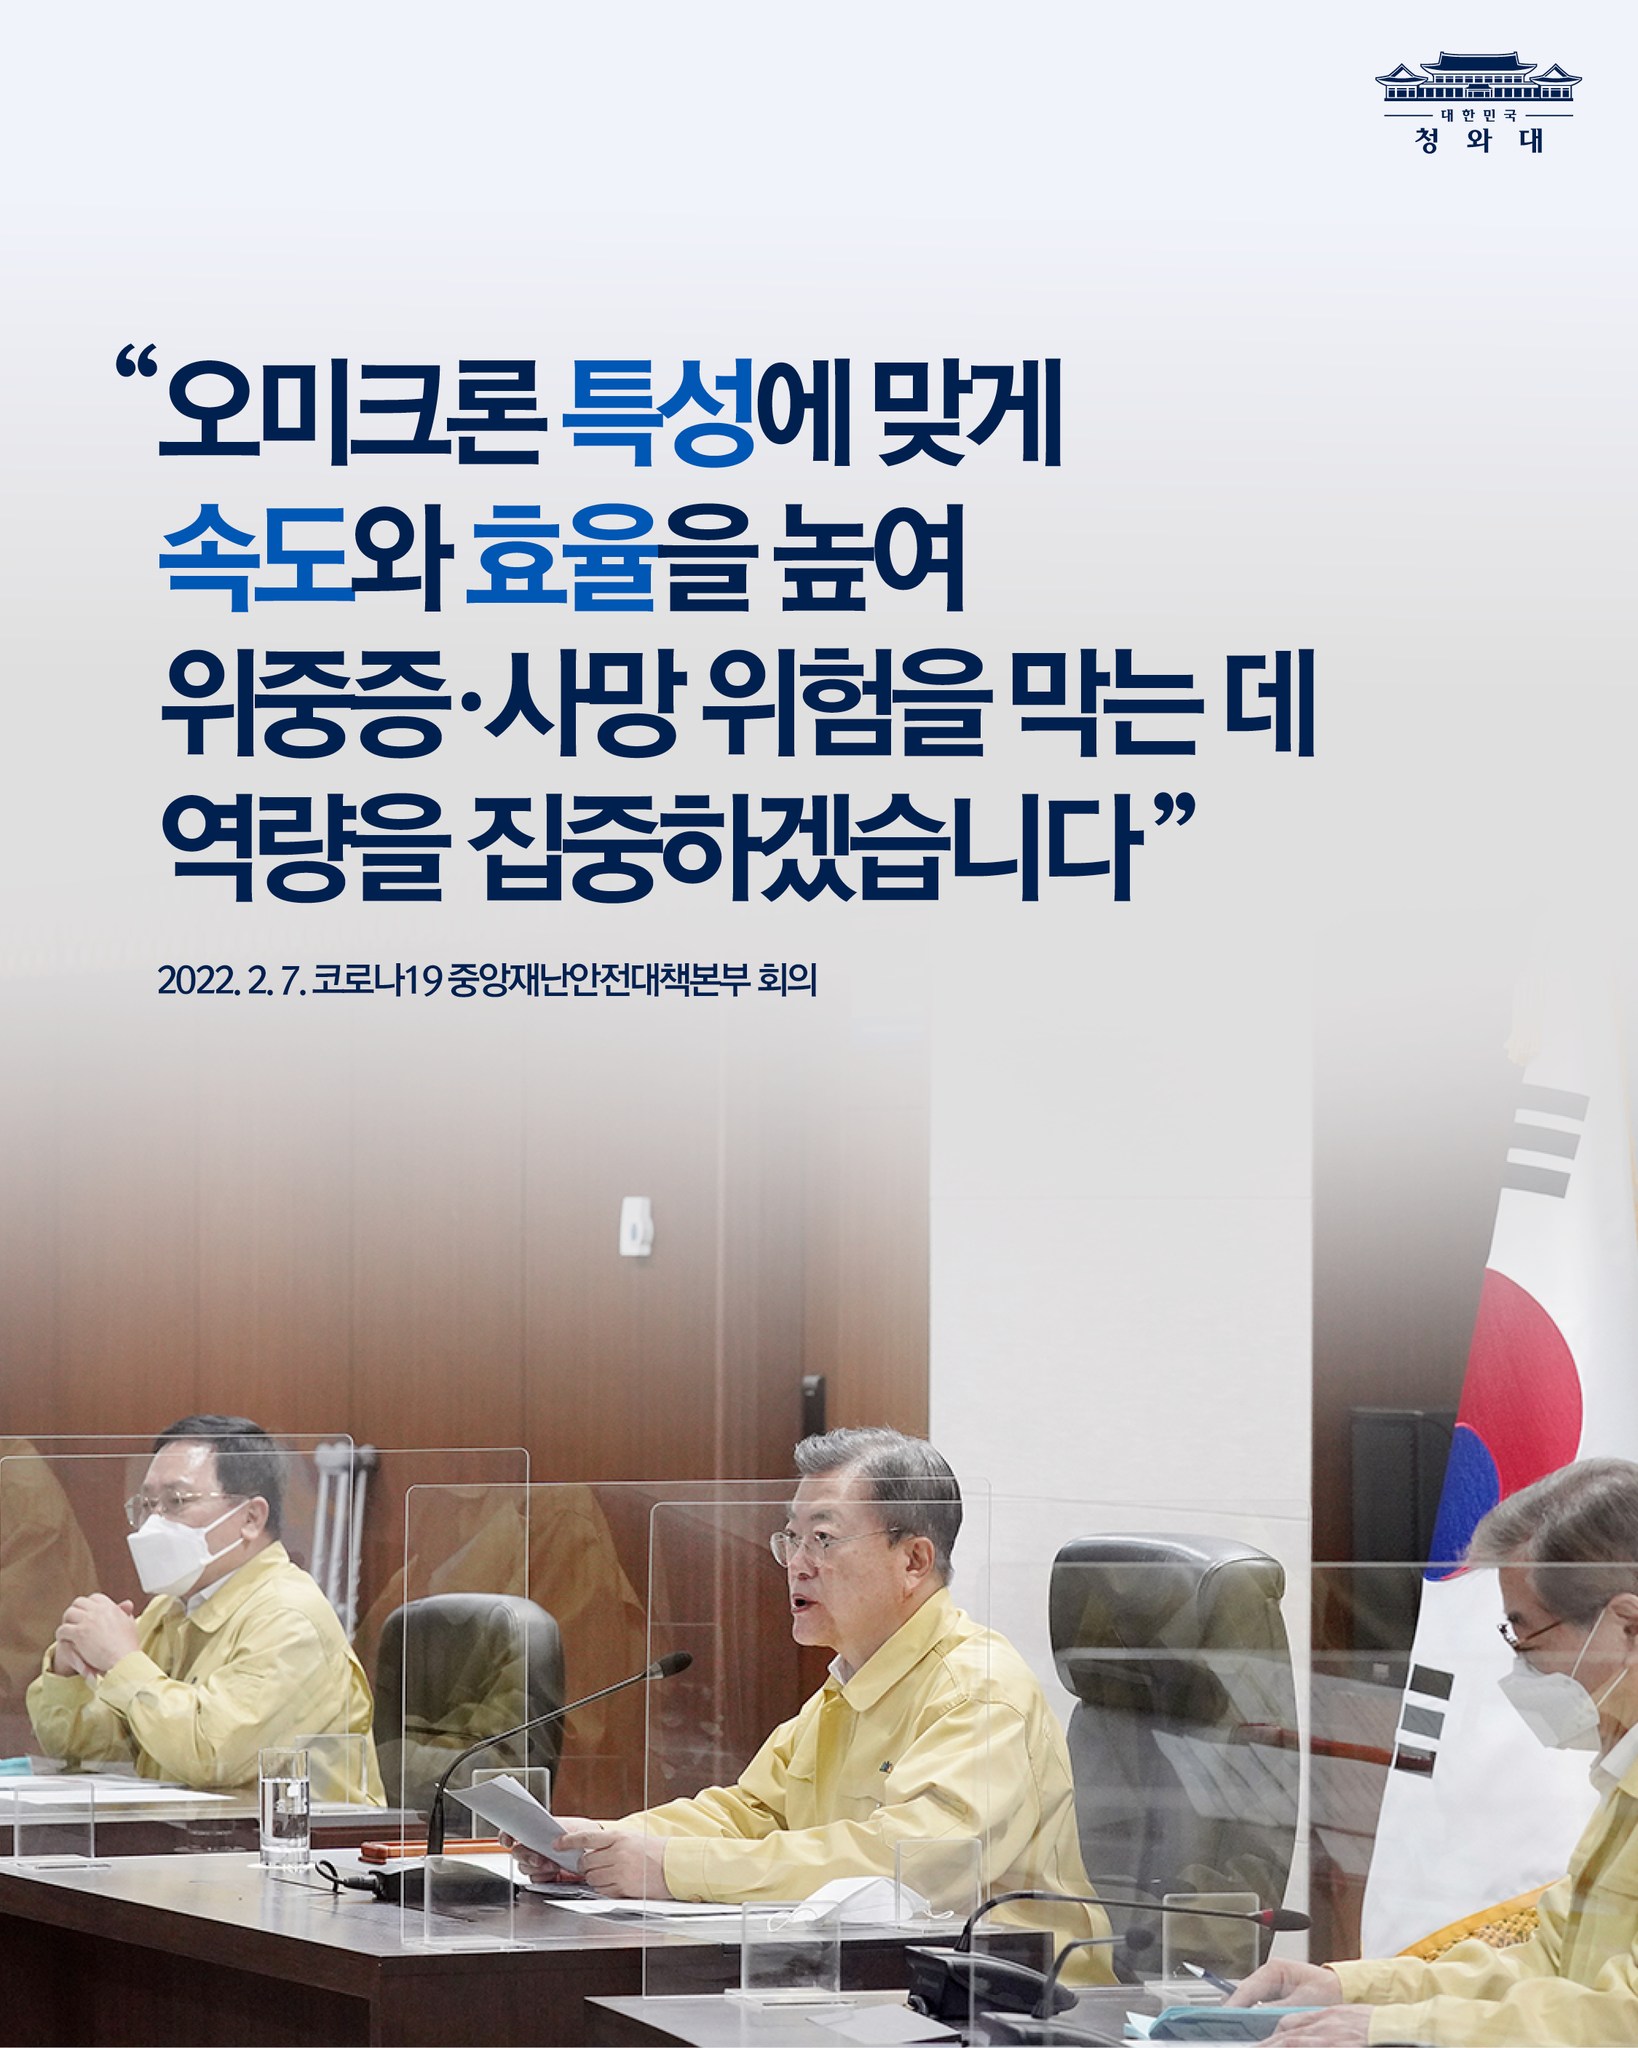 대한민국
청와대
“오미크론 특성에 맞게
속도와 효율을 높여
위중증·사망 위험을 막는 데
역량을 집중하겠습니다”
2022. 2. 7. 코로나19 중앙재난안전대책본부 회의